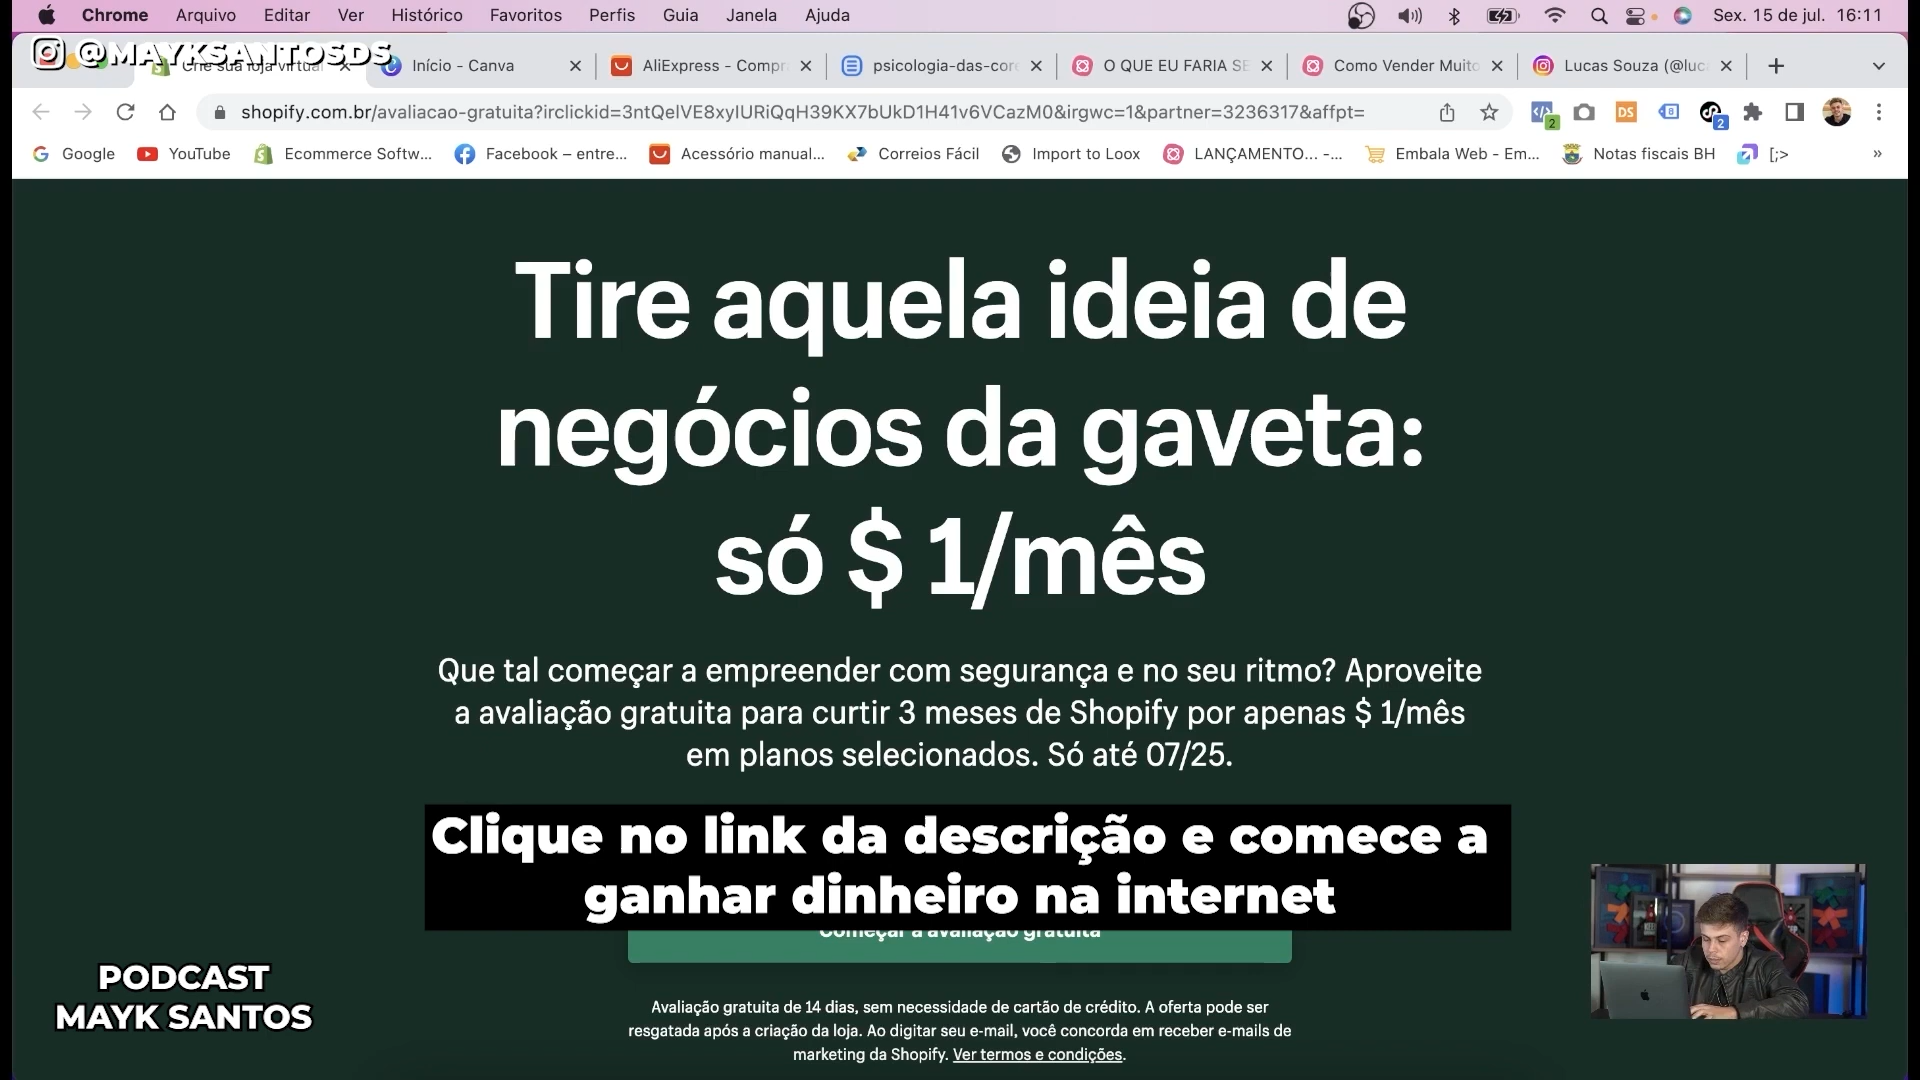 Chrome Arquivo Editar Ver Histórico Favoritos Perfis Guia Janela Ajuda Sex. 15 de jul. 16:11
@MAYKSANTOSDS
Crie sua loja virtual Início - Canva AliExpress - Compr psicologia-das-core O QUE EU FARIA SE Como Vender Muito Lucas Souza (@luc
shopify.com.br/avaliacao-gratuita?irclickid=3ntQelVE8xyIURiQqH39KX7bUkD1H41v6VCazM0&irgwc=1&partner=3236317&affpt=
Google YouTube Ecommerce Softw... Facebook – entre... Acessório manual... Correios Fácil Import to Loox LANÇAMENTO... -... Embala Web - Em... Notas fiscais BH [;> »
Tire aquela ideia de
negócios da gaveta:
só $ 1/mês
Que tal começar a empreender com segurança e no seu ritmo? Aproveite
a avaliação gratuita para curtir 3 meses de Shopify por apenas $ 1/mês
em planos selecionados. Só até 07/25.
Clique no link da descrição e comece a
ganhar dinheiro na internet
Começar a avaliação gratuita
PODCAST
MAYK SANTOS
Avaliação gratuita de 14 dias, sem necessidade de cartão de crédito. A oferta pode ser
resgatada após a criação da loja. Ao digitar seu e-mail, você concorda em receber e-mails de
marketing da Shopify. Ver termos e condições.